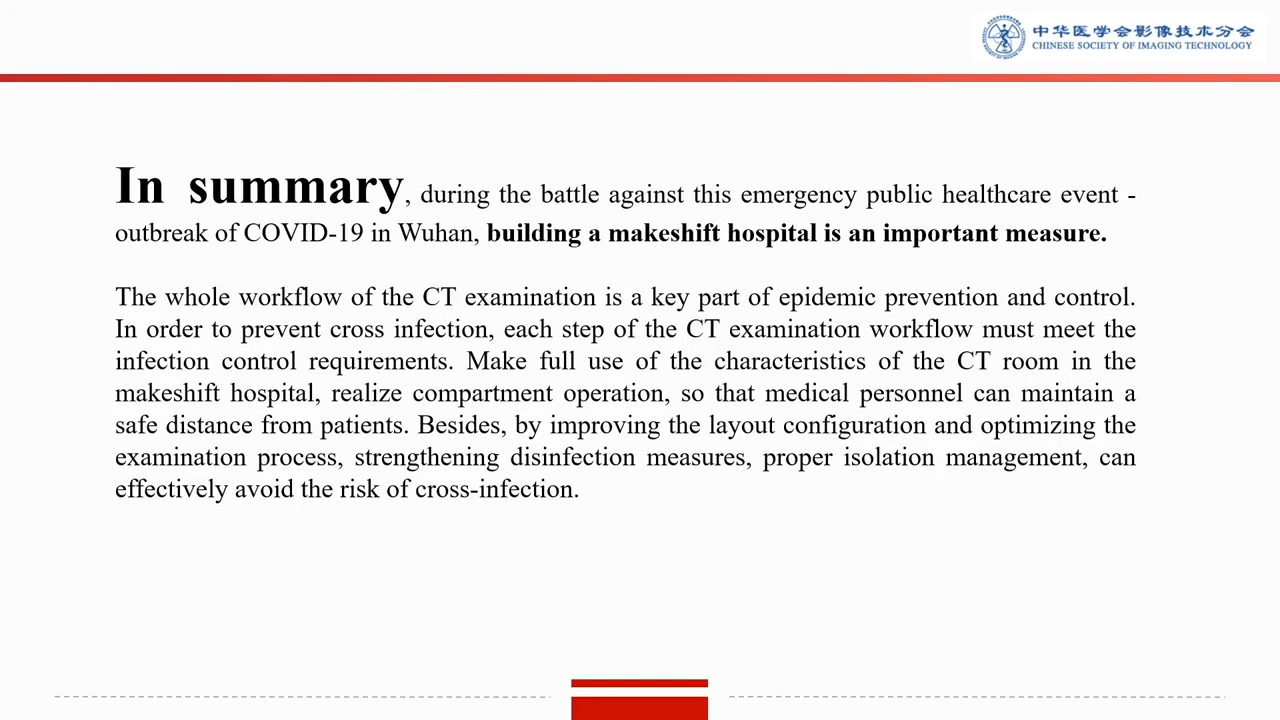 中华医学会影像技术分会
CHINESE SOCIETY OF IMAGING TECHNOLOGY
In summary, during the battle against this emergency public healthcare event -
outbreak of COVID-19 in Wuhan, building a makeshift hospital is an important measure.
The whole workflow of the CT examination is a key part of epidemic prevention and control.
In order to prevent cross infection, each step of the CT examination workflow must meet the
infection control requirements. Make full use of the characteristics of the CT room in the
makeshift hospital, realize compartment operation, so that medical personnel can maintain a
safe distance from patients. Besides, by improving the layout configuration and optimizing the
examination process, strengthening disinfection measures, proper isolation management, can
effectively avoid the risk of cross-infection.